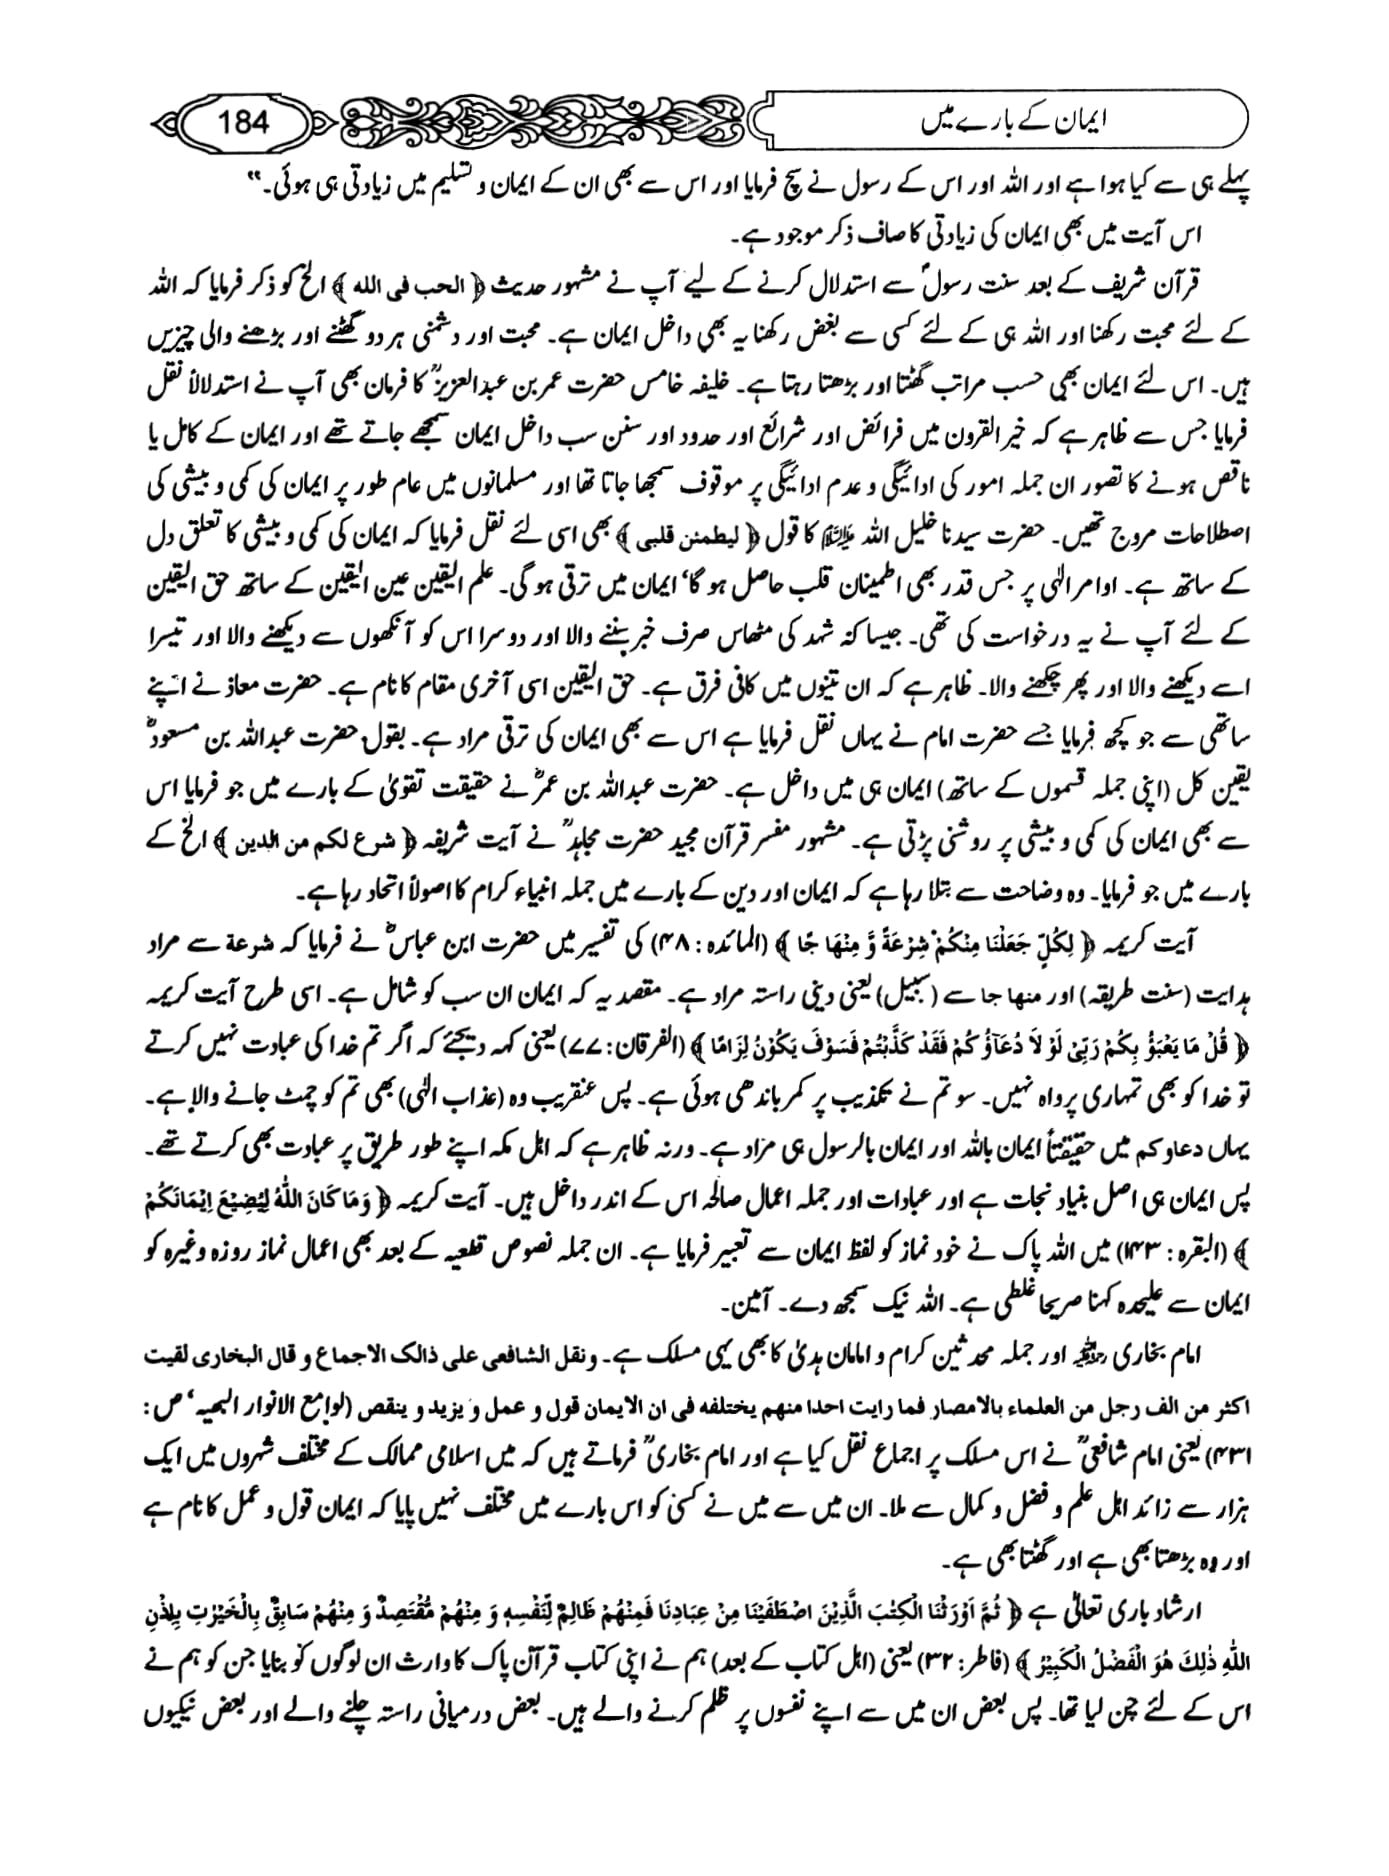 ایمان کے بارے میں
184
پہلے ہی سے کیا ہوا ہے اور اللہ اور اس کے رسول نے سچ فرمایا اور اس سے بھی ان کے ایمان و تسلیم میں زیادتی ہی ہوئی۔“
اس آیت میں بھی ایمان کی زیادتی کا صاف ذکر موجود ہے۔
قرآن شریف کے بعد سنت رسولؐ سے استدلال کرنے کے لیے آپ نے مشہور حدیث ﴿ الحب فی الله ﴾ الخ کو ذکر فرمایا کہ اللہ
کے لئے محبت رکھنا اور اللہ ہی کے لئے کسی سے بغض رکھنا یہ بھی داخل ایمان ہے۔ محبت اور دشمنی ہر دو گھٹنے اور بڑھنے والی چیزیں
ہیں۔ اس لئے ایمان بھی حسب مراتب گھٹتا اور بڑھتا رہتا ہے۔ خلیفہ خامس حضرت عمر بن عبدالعزیزؒ کا فرمان بھی آپ نے استدلالاً نقل
فرمایا جس سے ظاہر ہے کہ خیر القرون میں فرائض اور شرائع اور حدود اور سنن سب داخل ایمان سمجھے جاتے تھے اور ایمان کے کامل یا
ناقص ہونے کا تصور ان جملہ امور کی ادائیگی و عدم ادائیگی پر موقوف سمجھا جاتا تھا اور مسلمانوں میں عام طور پر ایمان کی کمی و بیشی کی
اصطلاحات مروج تھیں۔ حضرت سیدنا خلیل اللہ علیہ السلام کا قول ﴿ لیطمئن قلبی ﴾ بھی اسی لئے نقل فرمایا کہ ایمان کی کمی و بیشی کا تعلق دل
کے ساتھ ہے۔ اوامر الٰہی پر جس قدر بھی اطمینان قلب حاصل ہو گا‘ ایمان میں ترقی ہو گی۔ علم الیقین عین الیقین کے ساتھ حق الیقین
کے لئے آپ نے یہ درخواست کی تھی۔ جیسا کہ شہد کی مٹھاس صرف خبر سننے والا اور دوسرا اس کو آنکھوں سے دیکھنے والا اور تیسرا
اسے دیکھنے والا اور پھر چکھنے والا۔ ظاہر ہے کہ ان تینوں میں کافی فرق ہے۔ حق الیقین اسی آخری مقام کا نام ہے۔ حضرت معاذ نے اپنے
ساتھی سے جو کچھ فرمایا جسے حضرت امام نے یہاں نقل فرمایا ہے اس سے بھی ایمان کی ترقی مراد ہے۔ بقول حضرت عبداللہ بن مسعودؓ
یقین کل (اپنی جملہ قسموں کے ساتھ) ایمان ہی میں داخل ہے۔ حضرت عبداللہ بن عمرؓ نے حقیقت تقویٰ کے بارے میں جو فرمایا اس
سے بھی ایمان کی کمی و بیشی پر روشنی پڑتی ہے۔ مشہور مفسر قرآن مجید حضرت مجاہدؒ نے آیت شریفہ ﴿ شرع لکم من الدین ﴾ الخ کے
بارے میں جو فرمایا۔ وہ وضاحت سے بتلا رہا ہے کہ ایمان اور دین کے بارے میں جملہ انبیاء کرام کا اصولاً اتحاد رہا ہے۔
آیت کریمہ ﴿ لِکُلٍّ جَعَلْنَا مِنْکُمْ شِرْعَةً وَّ مِنْهَا جًا ﴾ (المائدہ : ۴۸) کی تفسیر میں حضرت ابن عباسؓ نے فرمایا کہ شرعة سے مراد
ہدایت (سنت طریقہ) اور منھا جا سے (سبیل) یعنی دینی راستہ مراد ہے۔ مقصد یہ کہ ایمان ان سب کو شامل ہے۔ اسی طرح آیت کریمہ
﴿ قُلْ مَا یَعْبَؤُ بِکُمْ رَبِّیْ لَوْ لَا دُعَآؤُ کُمْ فَقَدْ کَذَّبْتُمْ فَسَوْفَ یَکُوْنُ لِزَامًا ﴾ (الفرقان : ۷۷) یعنی کہہ دیجئے کہ اگر تم خدا کی عبادت نہیں کرتے
تو خدا کو بھی تمہاری پرواہ نہیں۔ سو تم نے تکذیب پر کمر باندھی ہوئی ہے۔ پس عنقریب وہ (عذاب الٰہی) بھی تم کو چمٹ جانے والا ہے۔
یہاں دعاوکم میں حقیقتاً ایمان باللہ اور ایمان بالرسول ہی مراد ہے۔ ورنہ ظاہر ہے کہ اہل مکہ اپنے طور طریق پر عبادت بھی کرتے تھے۔
پس ایمان ہی اصل بنیاد نجات ہے اور عبادات اور جملہ اعمال صالحہ اس کے اندر داخل ہیں۔ آیت کریمہ ﴿ وَمَا کَانَ اللّٰهُ لِیُضِیْعَ اِیْمَانَکُمْ
﴾ (البقرہ : ۱۴۳) میں اللہ پاک نے خود نماز کو لفظ ایمان سے تعبیر فرمایا ہے۔ ان جملہ نصوص قطعیہ کے بعد بھی اعمال نماز روزہ وغیرہ کو
ایمان سے علیحدہ کہنا صریحا غلطی ہے۔ اللہ نیک سمجھ دے۔ آمین۔
امام بخاری رحمہ اللہ اور جملہ محدثین کرام و امامان ہدیٰ کا بھی یہی مسلک ہے۔ ونقل الشافعی علی ذالک الاجماع و قال البخاری لقیت
اکثر من الف رجل من العلماء بالامصار فما رایت احدا منهم یختلفه فی ان الایمان قول و عمل و یزید و ینقص (لوامع الانوار البهیه‘ ص :
۴۳۱) یعنی امام شافعیؒ نے اس مسلک پر اجماع نقل کیا ہے اور امام بخاریؒ فرماتے ہیں کہ میں اسلامی ممالک کے مختلف شہروں میں ایک
ہزار سے زائد اہل علم و فضل و کمال سے ملا۔ ان میں سے میں نے کسی کو اس بارے میں مختلف نہیں پایا کہ ایمان قول و عمل کا نام ہے
اور وہ بڑھتا بھی ہے اور گھٹتا بھی ہے۔
ارشاد باری تعالیٰ ہے ﴿ ثُمَّ اَوْرَثْنَا الْکِتٰبَ الَّذِیْنَ اصْطَفَیْنَا مِنْ عِبَادِنَا فَمِنْهُمْ ظَالِمٌ لِّنَفْسِهٖ وَ مِنْهُمْ مُّقْتَصِدٌ وَ مِنْهُمْ سَابِقٌ بِالْخَیْرٰتِ بِاِذْنِ
اللّٰهِ ذٰلِکَ هُوَ الْفَضْلُ الْکَبِیْرُ ﴾ (فاطر : ۳۲) یعنی (اہل کتاب کے بعد) ہم نے اپنی کتاب قرآن پاک کا وارث ان لوگوں کو بنایا جن کو ہم نے
اس کے لئے چن لیا تھا۔ پس بعض ان میں سے اپنے نفسوں پر ظلم کرنے والے ہیں۔ بعض درمیانی راستہ چلنے والے اور بعض نیکیوں